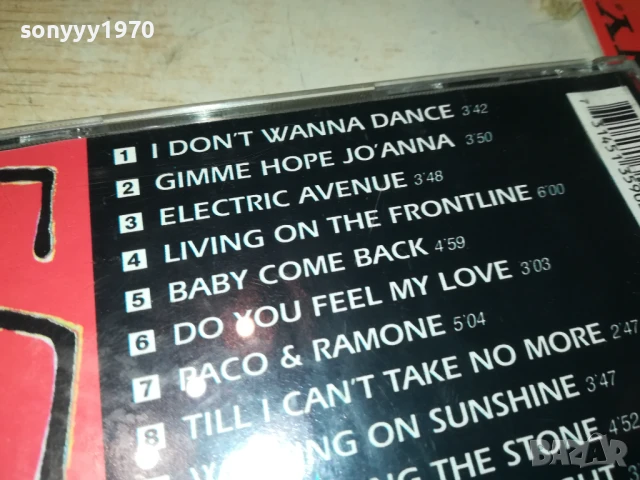 sonyyy1970
1 I DON'T WANNA DANCE 3'42
2 GIMME HOPE JO'ANNA 3'50
3 ELECTRIC AVENUE 3'48
4 LIVING ON THE FRONTLINE 6'00
5 BABY COME BACK 4'59
6 DO YOU FEEL MY LOVE 3'03
7 PACO & RAMONE 5'04
8 TILL I CAN'T TAKE NO MORE 2'47
ON SUNSHINE 3'47
THE STONE 4'52
BAZAR